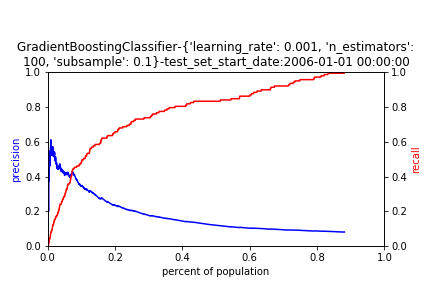 GradientBoostingClassifier-{'learning_rate': 0.001, 'n_estimators':
100, 'subsample': 0.1}-test_set_start_date:2006-01-01 00:00:00
1.0
0.8
0.6
0.4
0.2
0.0
precision
1.0
0.8
0.6
0.4
0.2
0.0
recall
0.0 0.2 0.4 0.6 0.8 1.0
percent of population